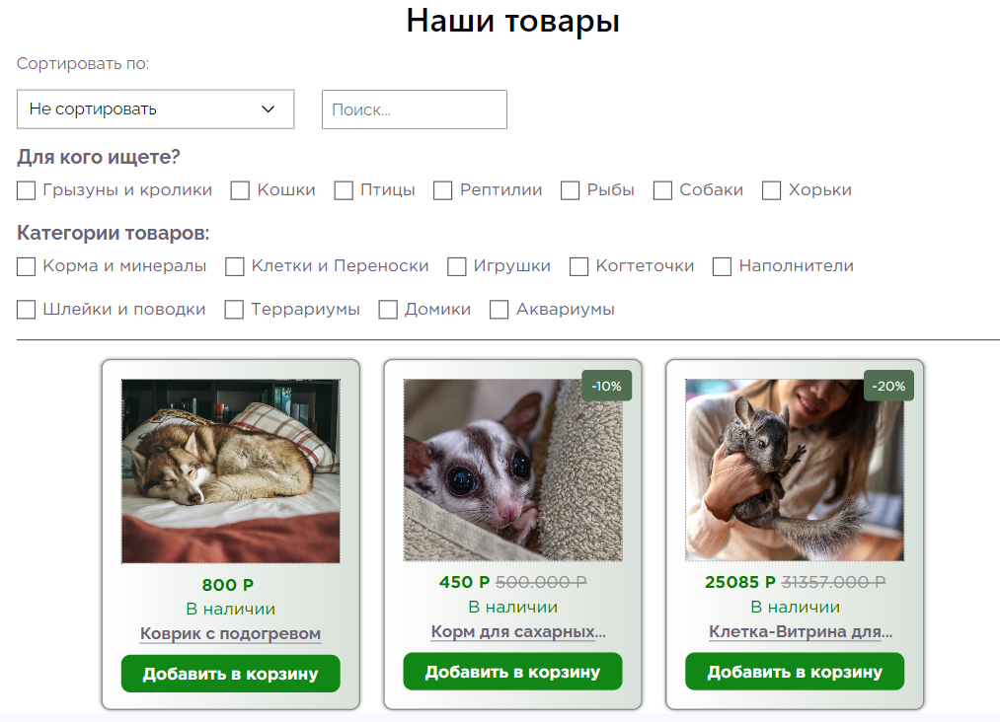 Наши товары
Сортировать по:
Не сортировать Поиск...
Для кого ищете?
Грызуны и кролики Кошки Птицы Рептилии Рыбы Собаки Хорьки
Категории товаров:
Корма и минералы Клетки и Переноски Игрушки Когтеточки Наполнители
Шлейки и поводки Террариумы Домики Аквариумы
-10% -20%
800 Р 450 Р 500.000 Р 25085 Р 31357.000 Р
В наличии В наличии В наличии
Коврик с подогревом Корм для сахарных... Клетка-Витрина для...
Добавить в корзину Добавить в корзину Добавить в корзину